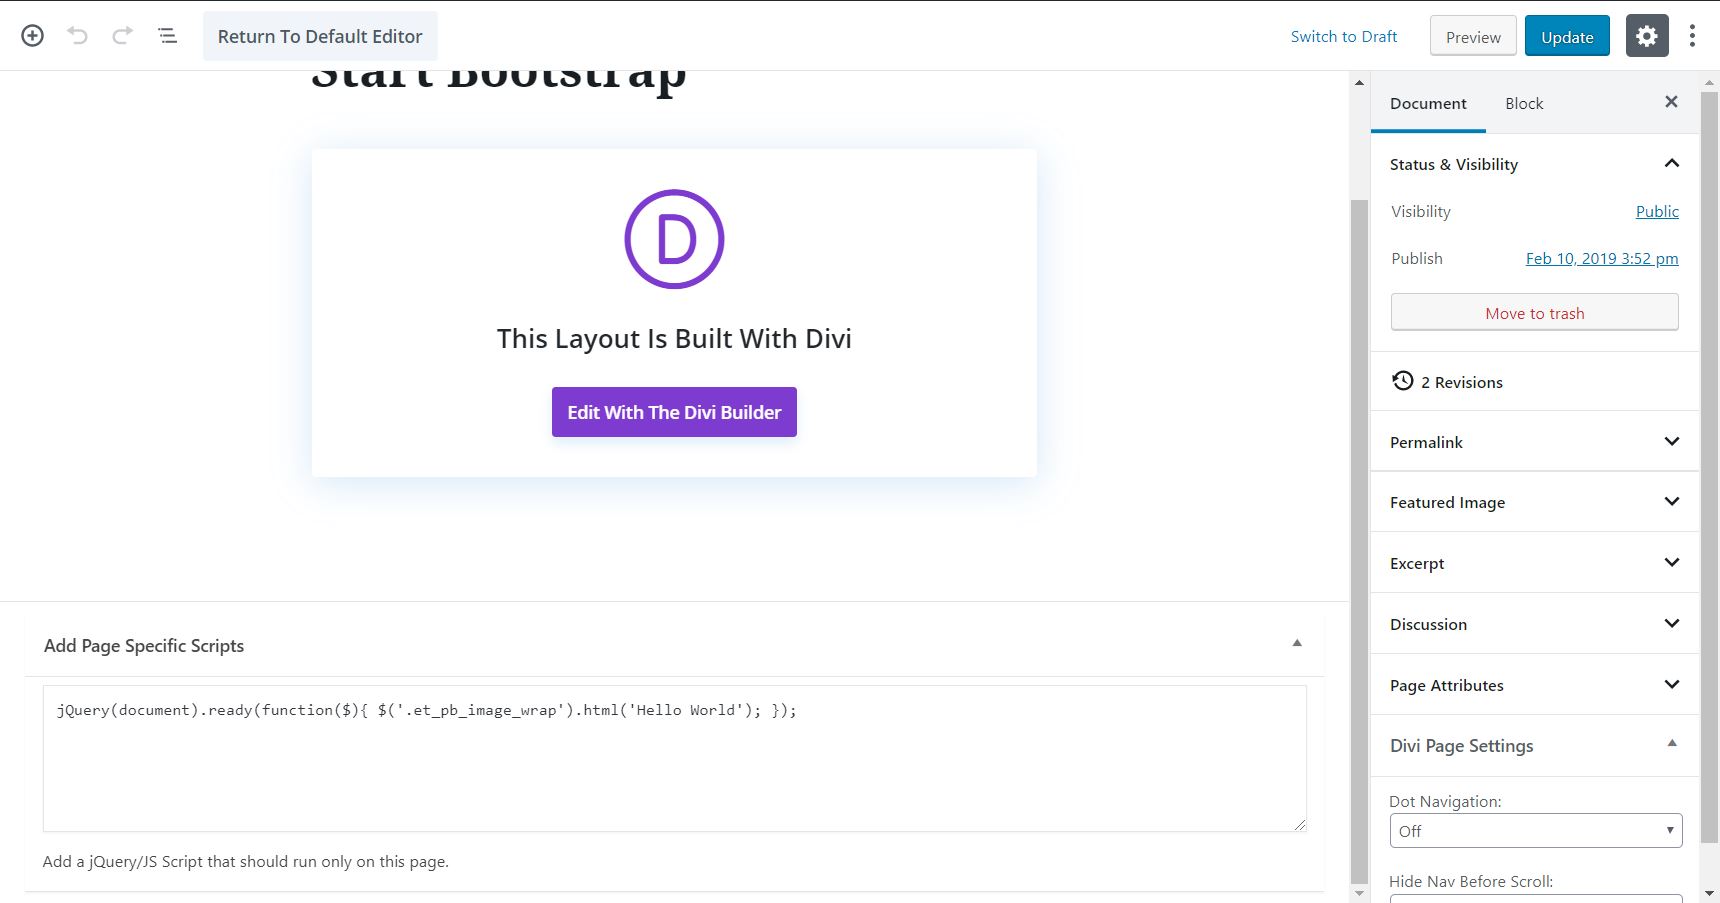 Return To Default Editor
Switch to Draft
Preview
Update
Start Bootstrap
D
This Layout Is Built With Divi
Edit With The Divi Builder
Add Page Specific Scripts
jQuery(document).ready(function($){ $('.et_pb_image_wrap').html('Hello World'); });
Add a jQuery/JS Script that should run only on this page.
Document Block
Status & Visibility
Visibility Public
Publish Feb 10, 2019 3:52 pm
Move to trash
2 Revisions
Permalink
Featured Image
Excerpt
Discussion
Page Attributes
Divi Page Settings
Dot Navigation:
Off
Hide Nav Before Scroll: